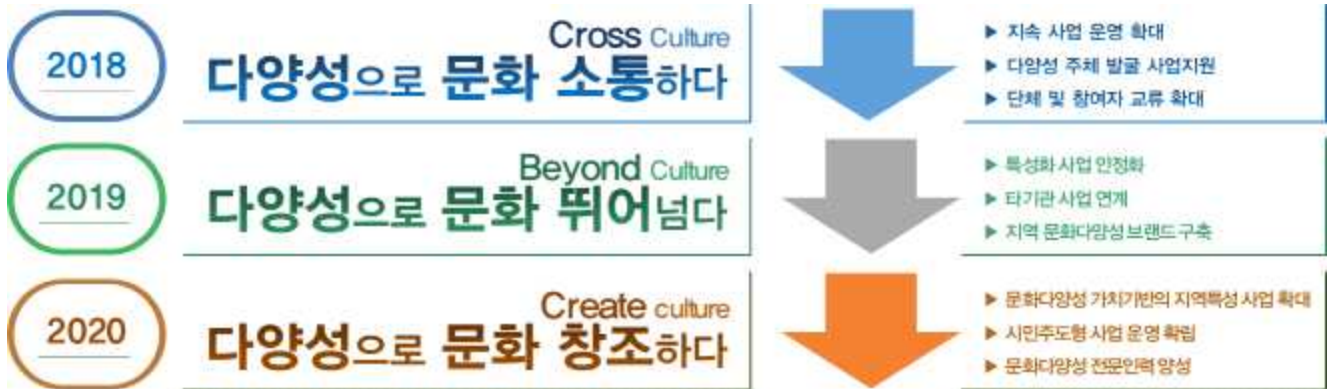 2018
Cross Culture
다양성으로 문화 소통하다
▶ 지속 사업 운영 확대
▶ 다양성 주체 발굴 사업지원
▶ 단체 및 참여자 교류 확대
2019
Beyond Culture
다양성으로 문화 뛰어넘다
▶ 특성화 사업 안정화
▶ 타기관 사업 연계
▶ 지역 문화다양성 브랜드 구축
2020
Create culture
다양성으로 문화 창조하다
▶ 문화다양성 가치기반의 지역특성 사업 확대
▶ 시민주도형 사업 운영 확립
▶ 문화다양성 전문인력 양성